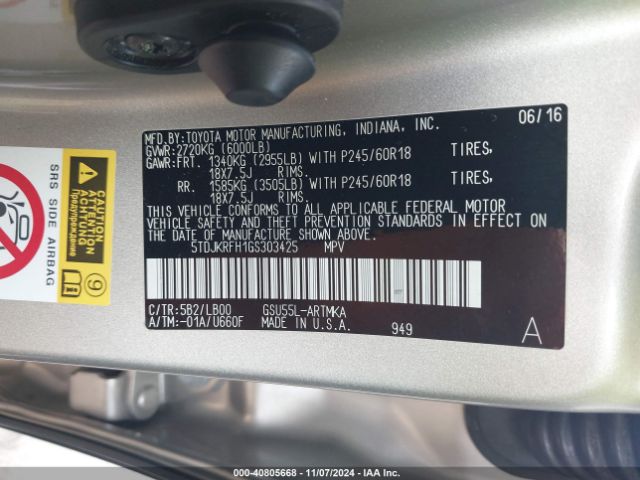 MFD.BY:TOYOTA MOTOR MANUFACTURING, INDIANA, INC. 06/16
GVWR:2720KG (6000LB)
GAWR:FRT. 1340KG (2955LB) WITH P245/60R18 TIRES,
18X7.5J RIMS.
RR. 1585KG (3505LB) WITH P245/60R18 TIRES,
18X7.5J RIMS.
THIS VEHICLE CONFORMS TO ALL APPLICABLE FEDERAL MOTOR
VEHICLE SAFETY AND THEFT PREVENTION STANDARDS IN EFFECT ON
THE DATE OF MANUFACTURE SHOWN ABOVE.
5TDJKRFH1GS303425 MPV
C/TR:5B2/LB00 GSU55L-ARTMKA
A/TM:-01A/U660F MADE IN U.S.A. 949 A
SRS SIDE AIRBAG
CAUTION
ATTENTION
ACHTUNG
Предупреждение
9
000-40805668 - 11/07/2024 - IAA Inc.